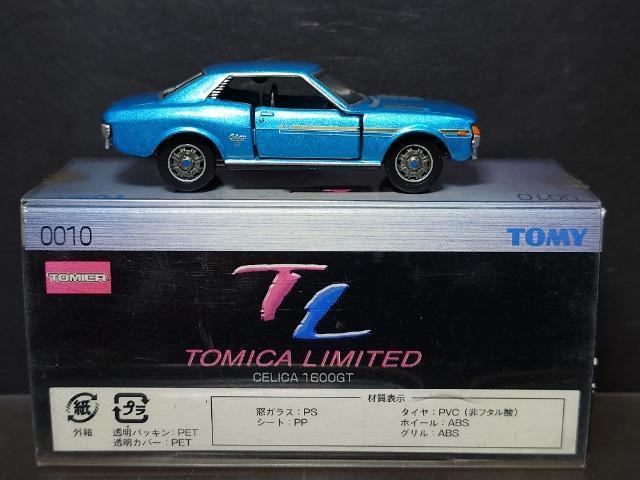 Celica
0010
TOMY
0010
TOMICA
TL
TOMICA LIMITED
CELICA 1600GT
材質表示
紙
外箱
プラ
透明パッキン:PET
透明カバー:PET
窓ガラス:PS
シート:PP
タイヤ:PVC(非フタル酸)
ホイール:ABS
グリル:ABS